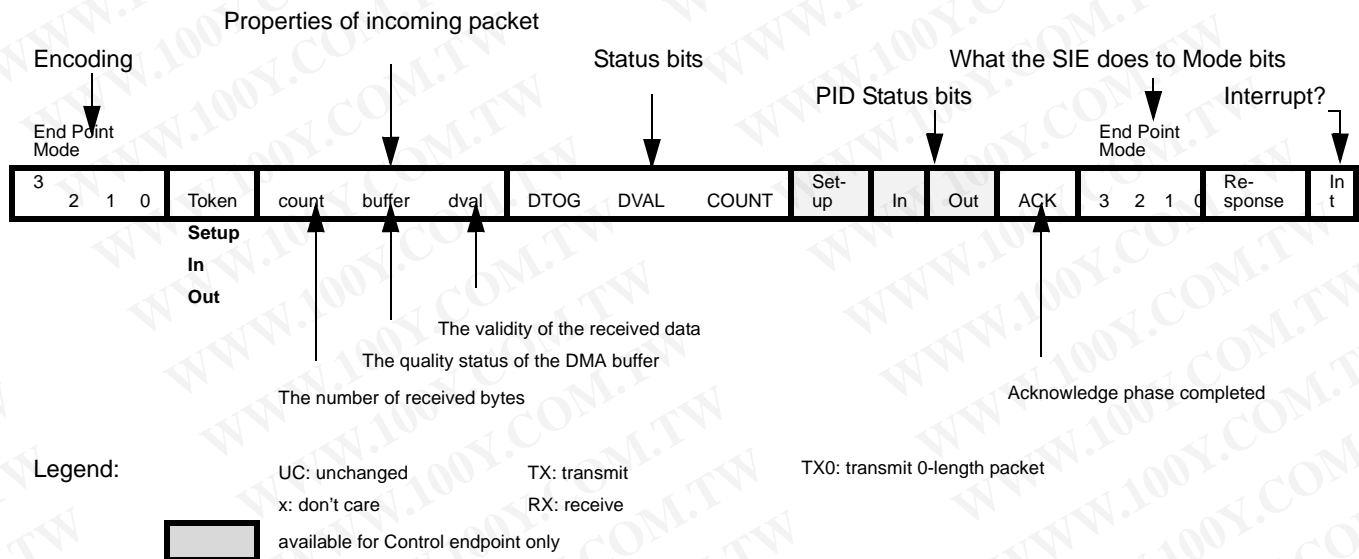 Properties of incoming packet
Encoding
Status bits
What the SIE does to Mode bits
PID Status bits
Interrupt?
End Point
Mode
End Point
Mode
3 2 1 0
Token
count buffer dval
DTOG DVAL COUNT
Set-
up
In
Out
ACK
3 2 1 0
Re-
sponse
In
t
Setup
In
Out
The validity of the received data
The quality status of the DMA buffer
The number of received bytes
Acknowledge phase completed
Legend:
UC: unchanged
TX: transmit
TX0: transmit 0-length packet
x: don't care
RX: receive
available for Control endpoint only
WWW.100Y.COM.TW